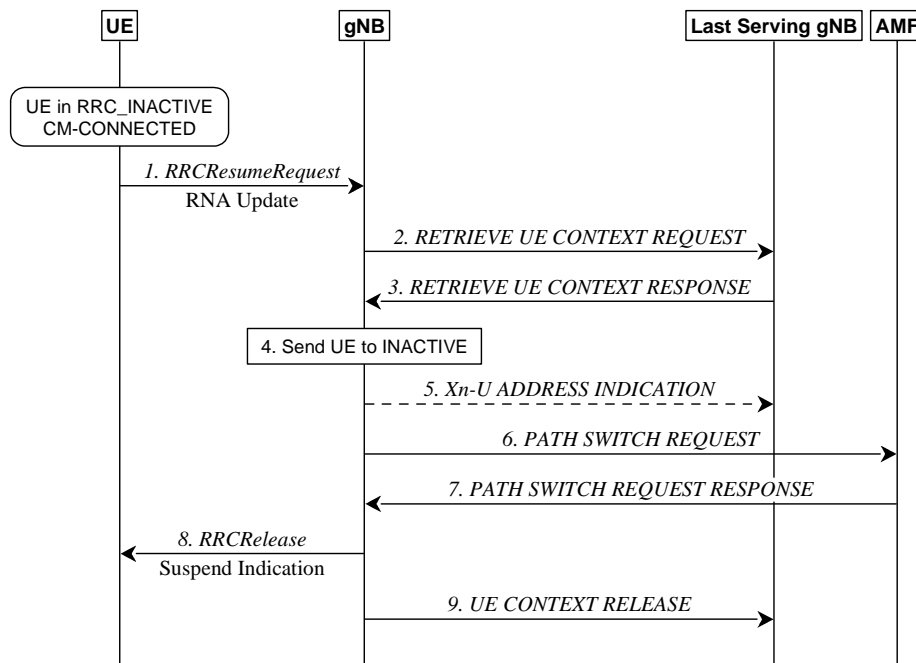 UE
gNB
Last Serving gNB
AMF
UE in RRC_INACTIVE
CM-CONNECTED
1. RRCResumeRequest
RNA Update
2. RETRIEVE UE CONTEXT REQUEST
3. RETRIEVE UE CONTEXT RESPONSE
4. Send UE to INACTIVE
5. Xn-U ADDRESS INDICATION
6. PATH SWITCH REQUEST
7. PATH SWITCH REQUEST RESPONSE
8. RRCRelease
Suspend Indication
9. UE CONTEXT RELEASE